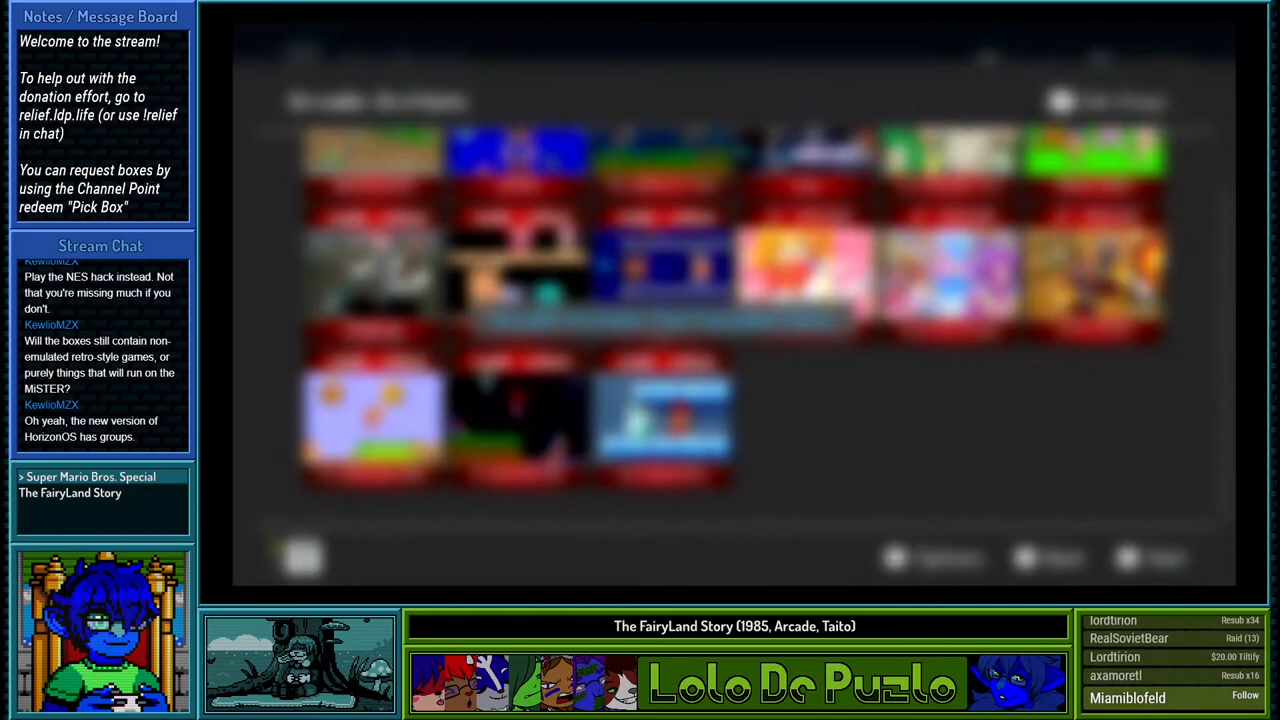 Notes / Message Board
Welcome to the stream!
To help out with the
donation effort, go to
relief.ldp.life (or use !relief
in chat)
You can request boxes by
using the Channel Point
redeem "Pick Box"
Stream Chat
KewlioMZX
Play the NES hack instead. Not
that you're missing much if you
don't.
KewlioMZX
Will the boxes still contain non-
emulated retro-style games, or
purely things that will run on the
MiSTER?
KewlioMZX
Oh yeah, the new version of
HorizonOS has groups.
> Super Mario Bros. Special
The FairyLand Story
The FairyLand Story (1985, Arcade, Taito)
Lolo De Puzlo
lordtirion Resub x34
RealSovietBear Raid (13)
Lordtirion $20.00 Tiltify
axamoretl Resub x16
Miamiblofeld Follow